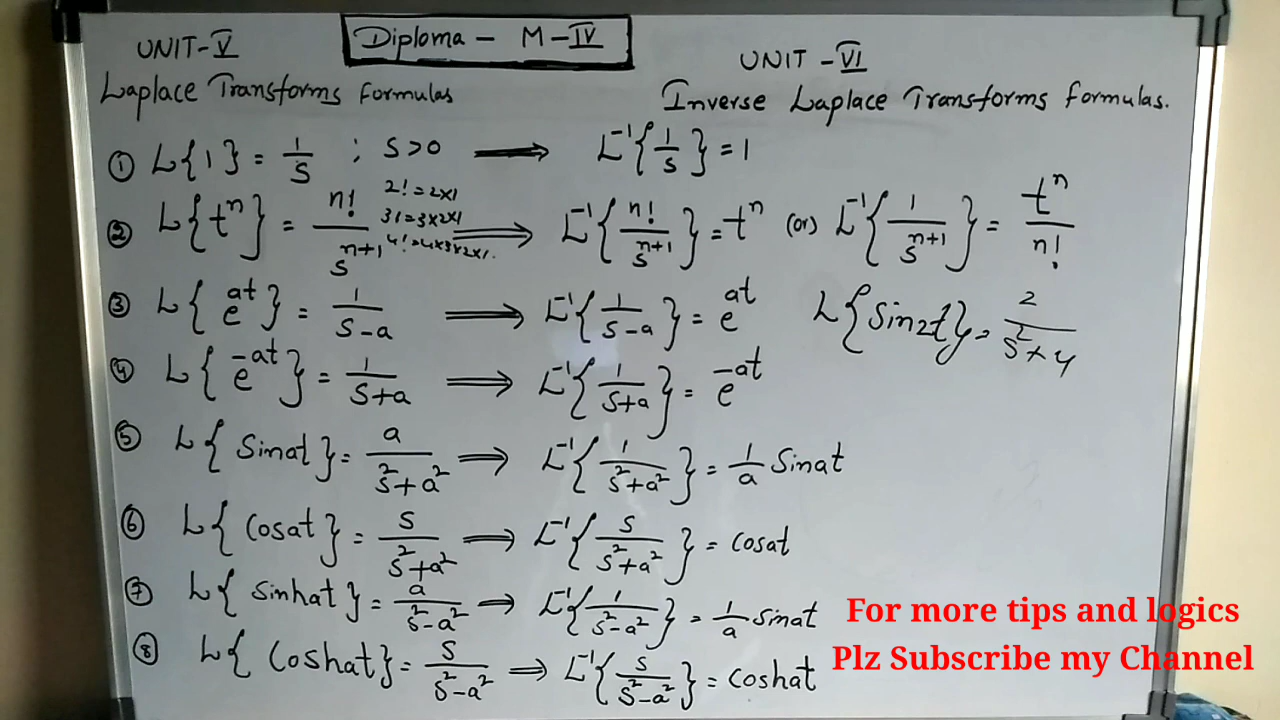 UNIT-V
Diploma - M-IV
UNIT-VI
Laplace Transforms Formulas
Inverse Laplace Transforms formulas.
① L{1} = 1/s ; S>0 ⟹ L⁻¹{1/s} = 1
② L{tⁿ} = n!/sⁿ⁺¹ ⟹ L⁻¹{n!/sⁿ⁺¹} = tⁿ (or) L⁻¹{1/sⁿ⁺¹} = tⁿ/n!
2! = 2×1
3! = 3×2×1
4! = 4×3×2×1.
③ L{e^at} = 1/(s-a) ⟹ L⁻¹{1/(s-a)} = e^at
L{Sin2t} = 2/(s²+4)
④ L{e^-at} = 1/(s+a) ⟹ L⁻¹{1/(s+a)} = e^-at
⑤ L{Sinat} = a/(s²+a²) ⟹ L⁻¹{1/(s²+a²)} = 1/a Sinat
⑥ L{Cosat} = s/(s²+a²) ⟹ L⁻¹{s/(s²+a²)} = cosat
⑦ L{Sinhat} = a/(s²-a²) ⟹ L⁻¹{1/(s²-a²)} = 1/a Sinat
⑧ L{Coshat} = s/(s²-a²) ⟹ L⁻¹{s/(s²-a²)} = coshat
For more tips and logics
Plz Subscribe my Channel